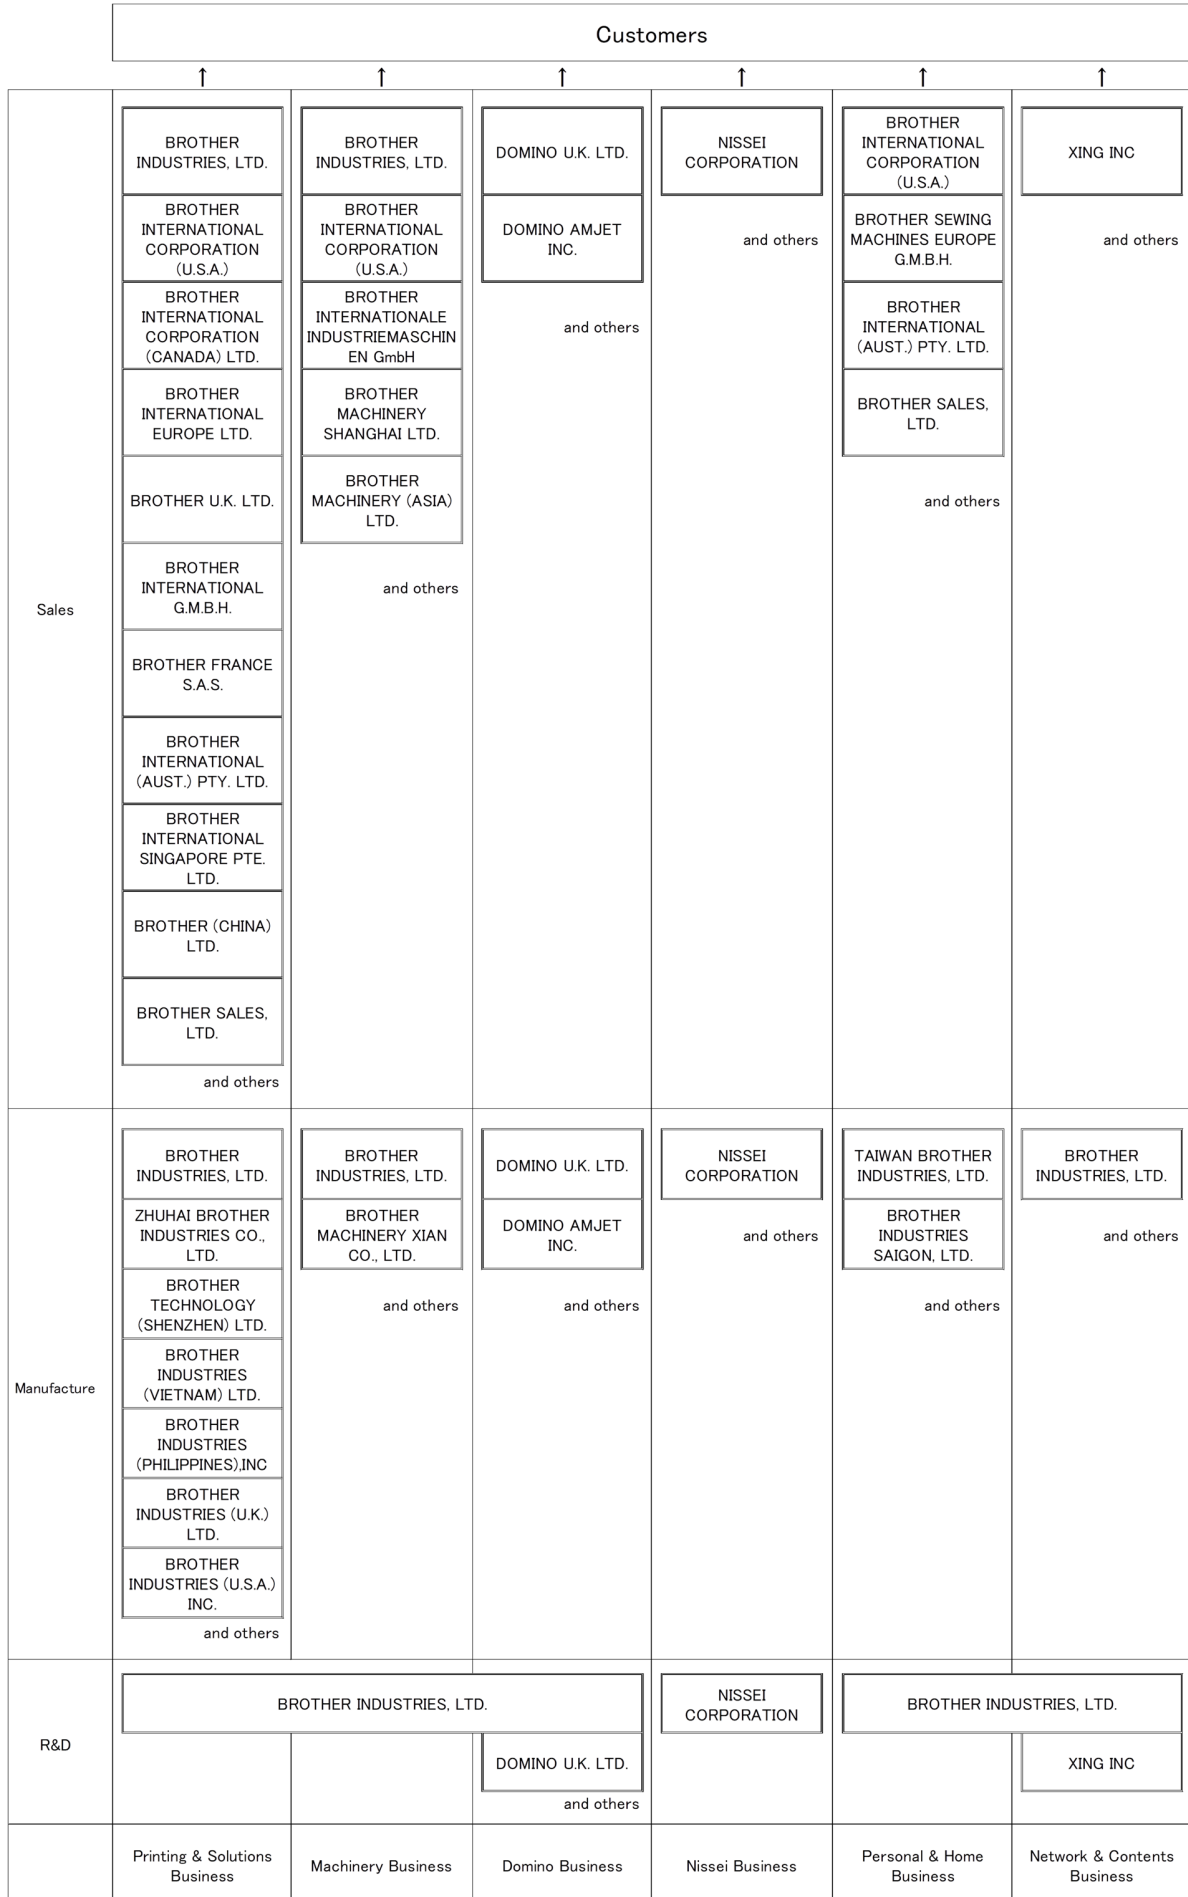 Customers
↑ ↑ ↑ ↑ ↑ ↑
Sales
BROTHER
INDUSTRIES, LTD.
BROTHER
INTERNATIONAL
CORPORATION
(U.S.A.)
BROTHER
INTERNATIONAL
CORPORATION
(CANADA) LTD.
BROTHER
INTERNATIONAL
EUROPE LTD.
BROTHER U.K. LTD.
BROTHER
INTERNATIONAL
G.M.B.H.
BROTHER FRANCE
S.A.S.
BROTHER
INTERNATIONAL
(AUST.) PTY. LTD.
BROTHER
INTERNATIONAL
SINGAPORE PTE.
LTD.
BROTHER (CHINA)
LTD.
BROTHER SALES,
LTD.
and others
BROTHER
INDUSTRIES, LTD.
BROTHER
INTERNATIONAL
CORPORATION
(U.S.A.)
BROTHER
INTERNATIONALE
INDUSTRIEMASCHIN
EN GmbH
BROTHER
MACHINERY
SHANGHAI LTD.
BROTHER
MACHINERY (ASIA)
LTD.
and others
DOMINO U.K. LTD.
DOMINO AMJET
INC.
and others
NISSEI
CORPORATION
and others
BROTHER
INTERNATIONAL
CORPORATION
(U.S.A.)
BROTHER SEWING
MACHINES EUROPE
G.M.B.H.
BROTHER
INTERNATIONAL
(AUST.) PTY. LTD.
BROTHER SALES,
LTD.
and others
XING INC
and others
Manufacture
BROTHER
INDUSTRIES, LTD.
ZHUHAI BROTHER
INDUSTRIES CO.,
LTD.
BROTHER
TECHNOLOGY
(SHENZHEN) LTD.
BROTHER
INDUSTRIES
(VIETNAM) LTD.
BROTHER
INDUSTRIES
(PHILIPPINES),INC
BROTHER
INDUSTRIES (U.K.)
LTD.
BROTHER
INDUSTRIES (U.S.A.)
INC.
and others
BROTHER
INDUSTRIES, LTD.
BROTHER
MACHINERY XIAN
CO., LTD.
and others
DOMINO U.K. LTD.
DOMINO AMJET
INC.
and others
NISSEI
CORPORATION
and others
TAIWAN BROTHER
INDUSTRIES, LTD.
BROTHER
INDUSTRIES
SAIGON, LTD.
and others
BROTHER
INDUSTRIES, LTD.
and others
R&D
BROTHER INDUSTRIES, LTD.
DOMINO U.K. LTD.
and others
NISSEI
CORPORATION
BROTHER INDUSTRIES, LTD.
XING INC
Printing & Solutions
Business
Machinery Business
Domino Business
Nissei Business
Personal & Home
Business
Network & Contents
Business